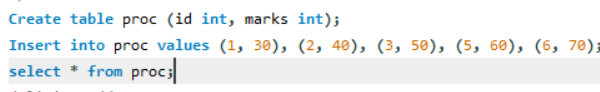 Create table proc (id int, marks int);
Insert into proc values (1, 30), (2, 40), (3, 50), (5, 60), (6, 70);
select * from proc;